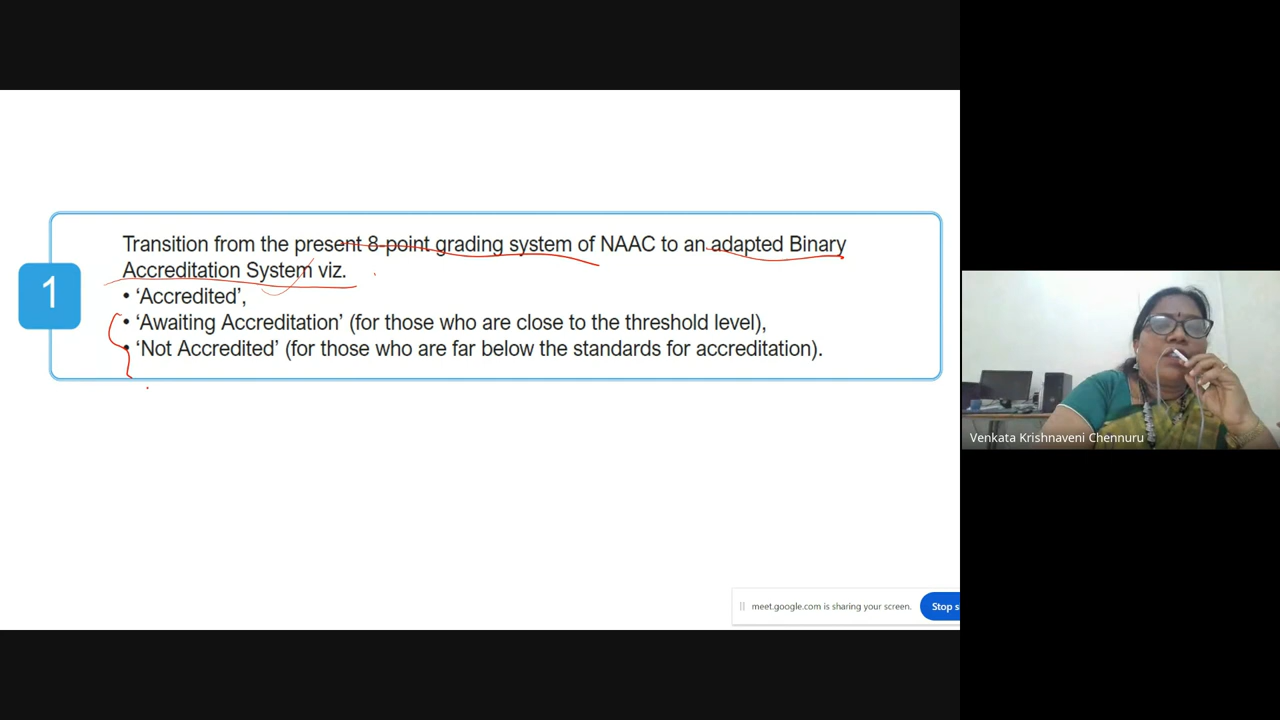 Transition from the present 8-point grading system of NAAC to an adapted Binary
Accreditation System viz.
1
• ‘Accredited’,
• ‘Awaiting Accreditation’ (for those who are close to the threshold level),
• ‘Not Accredited’ (for those who are far below the standards for accreditation).
Venkata Krishnaveni Chennuru
meet.google.com is sharing your screen.
Stop s